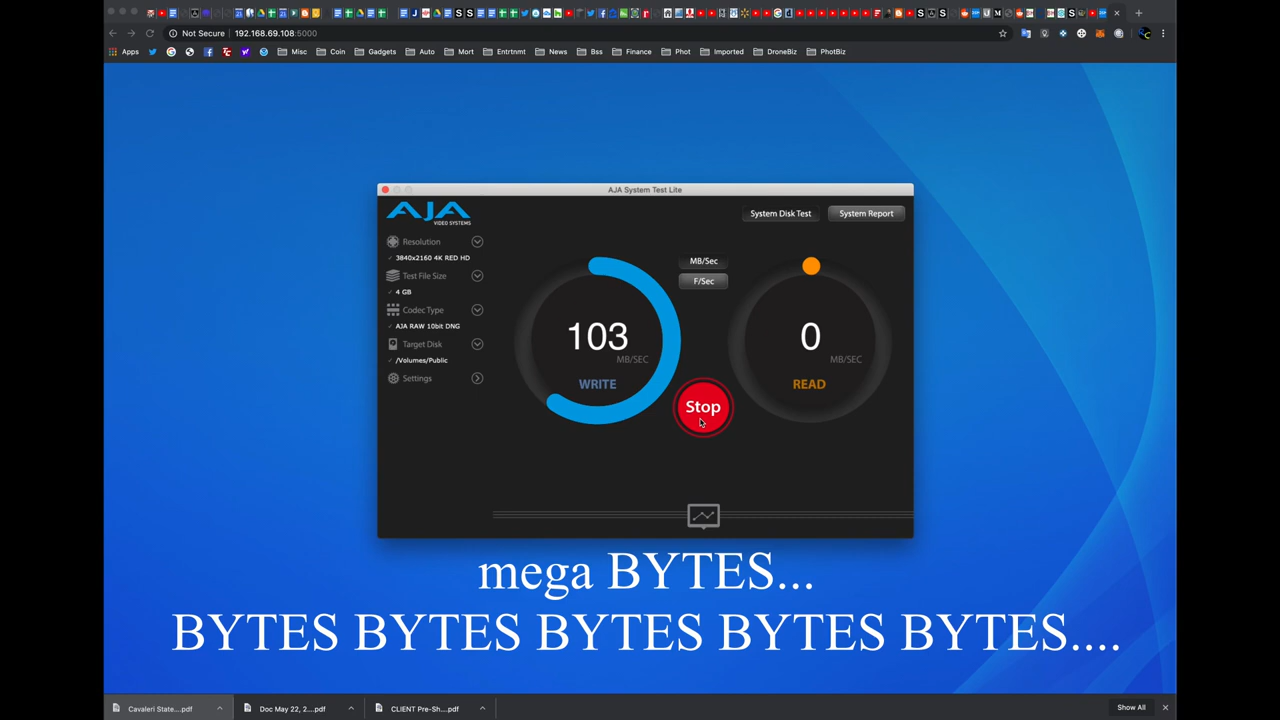 Not Secure | 192.168.69.108:5000
Apps Misc Coin Gadgets Auto Mort Entrtnmt News Bss Finance Phot Imported DroneBiz PhotBiz
AJA System Test Lite
AJA
VIDEO SYSTEMS
System Disk Test System Report
Resolution
3840x2160 4K RED HD
Test File Size
4 GB
Codec Type
AJA RAW 10bit DNG
Target Disk
/Volumes/Public
Settings
MB/Sec
F/Sec
103
MB/SEC
WRITE
0
MB/SEC
READ
Stop
mega BYTES...
BYTES BYTES BYTES BYTES BYTES....
Cavaleri State....pdf Doc May 22, 2....pdf CLIENT Pre-Sh....pdf Show All